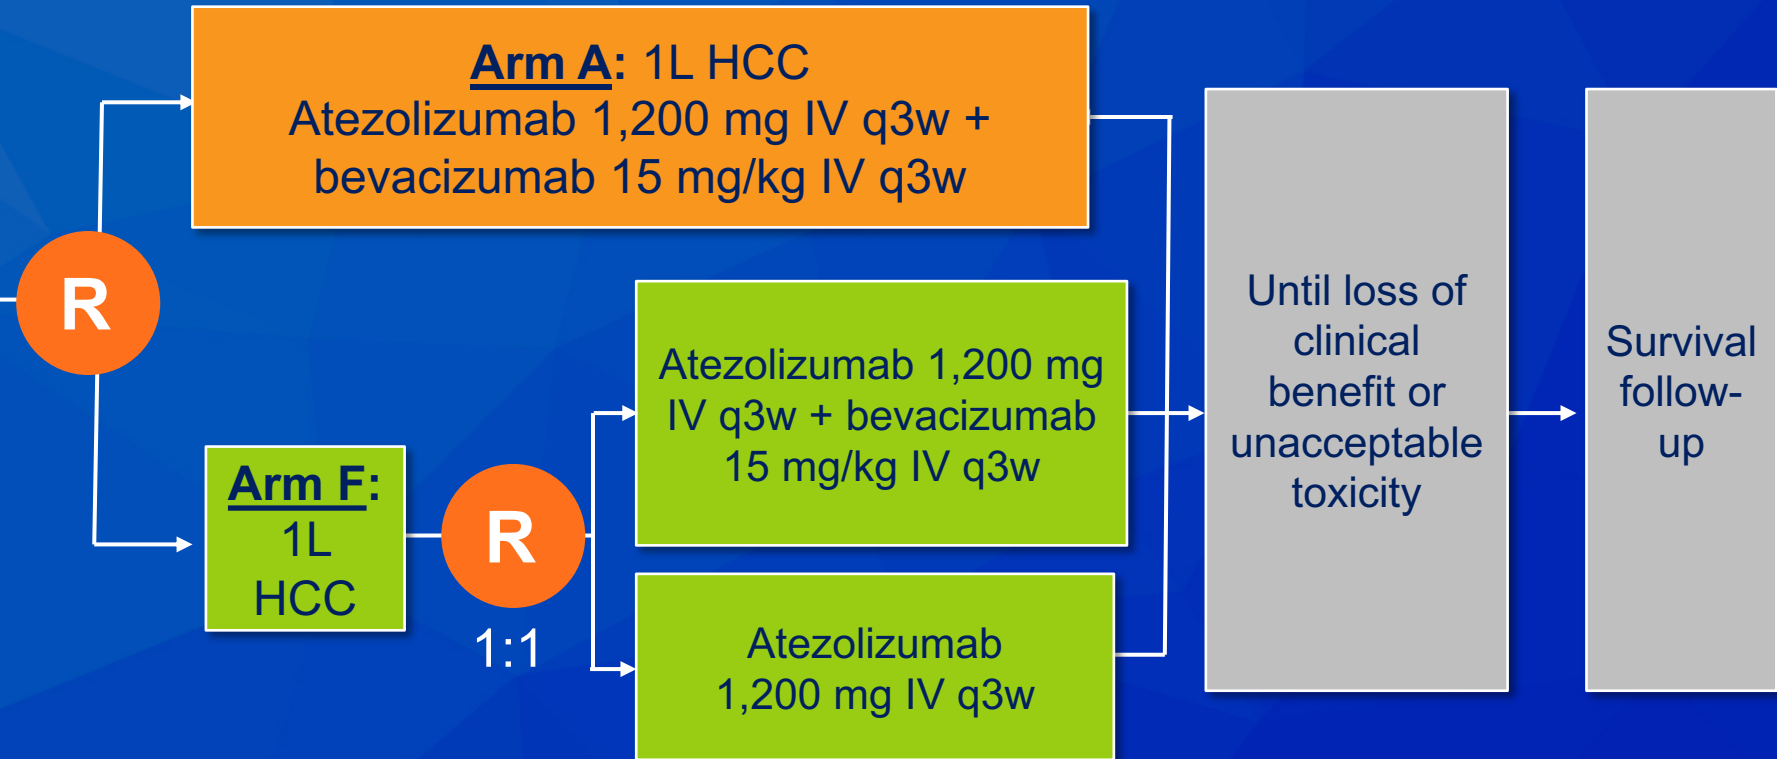 Arm A: 1L HCC
Atezolizumab 1,200 mg IV q3w +
bevacizumab 15 mg/kg IV q3w
R
Arm F:
1L
HCC
R
1:1
Atezolizumab 1,200 mg
IV q3w + bevacizumab
15 mg/kg IV q3w
Atezolizumab
1,200 mg IV q3w
Until loss of
clinical
benefit or
unacceptable
toxicity
Survival
follow-
up